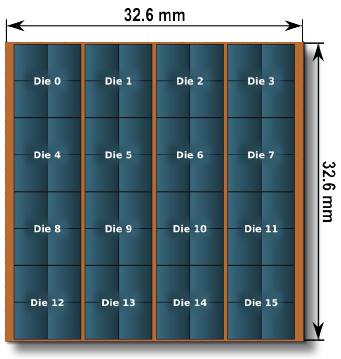 32.6 mm
Die 0 Die 1 Die 2 Die 3
32.6 mm
Die 4 Die 5 Die 6 Die 7
Die 8 Die 9 Die 10 Die 11
Die 12 Die 13 Die 14 Die 15